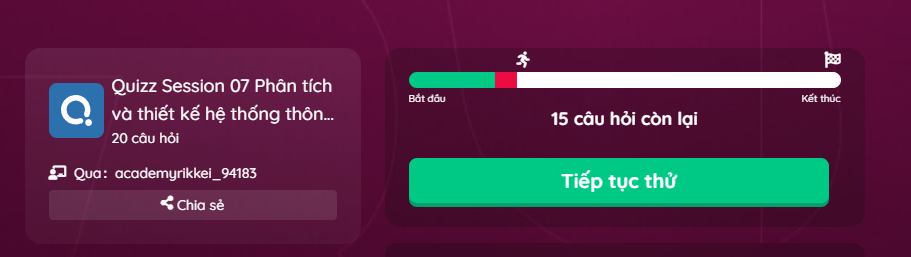 Quizz Session 07 Phân tích
và thiết kế hệ thống thôn...
20 câu hỏi
Qua: academyrikkei_94183
Chia sẻ
Bắt đầu
Kết thúc
15 câu hỏi còn lại
Tiếp tục thử